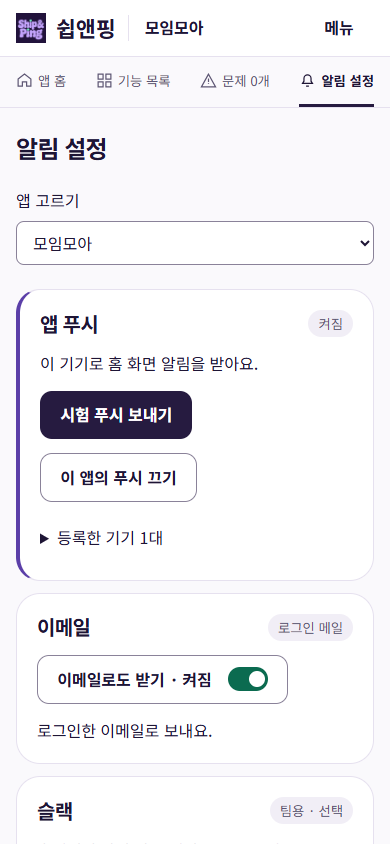 Ship&
Ping
쉽앤핑
모임모아
메뉴
앱 홈
기능 목록
문제 0개
알림 설정
알림 설정
앱 고르기
모임모아
앱 푸시
켜짐
이 기기로 홈 화면 알림을 받아요.
시험 푸시 보내기
이 앱의 푸시 끄기
등록한 기기 1대
이메일
로그인 메일
이메일로도 받기 · 켜짐
로그인한 이메일로 보내요.
슬랙
팀용 · 선택